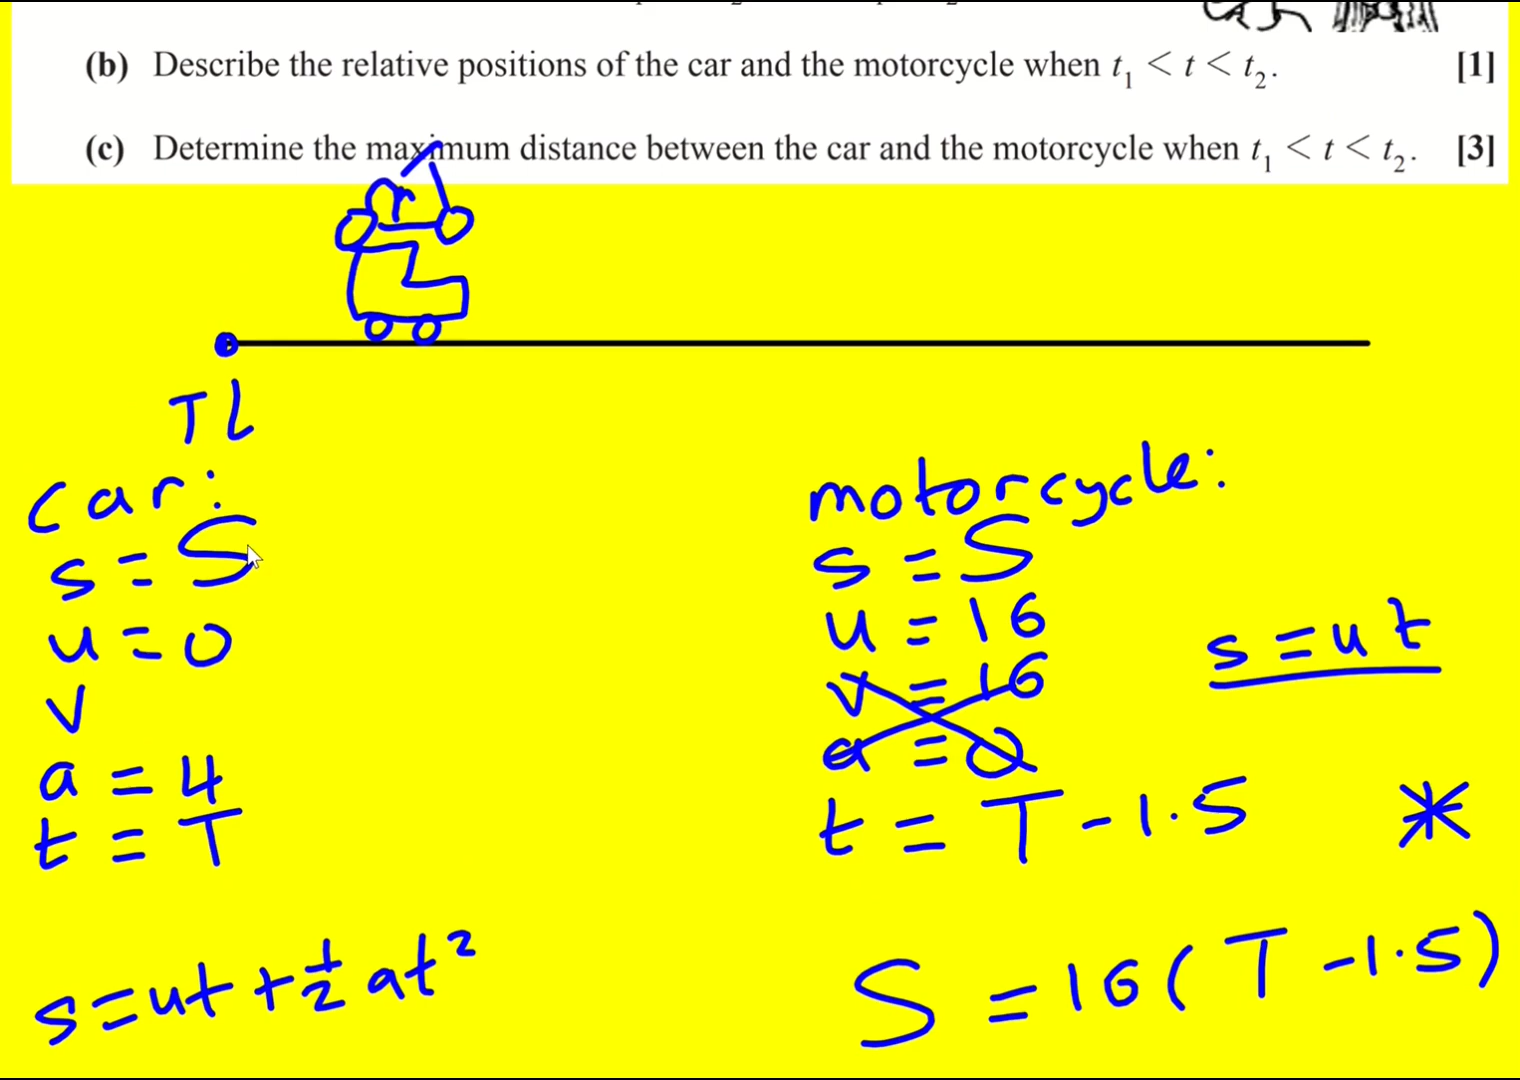 (b) Describe the relative positions of the car and the motorcycle when t₁ < t < t₂. [1]
(c) Determine the maximum distance between the car and the motorcycle when t₁ < t < t₂. [3]
TL
car:
s = S
u = 0
v
a = 4
t = T
s = ut + ½ at²
motorcycle:
s = S
u = 16
v = 16
a = 0
t = T - 1.5
s = ut
*
S = 16(T - 1.5)